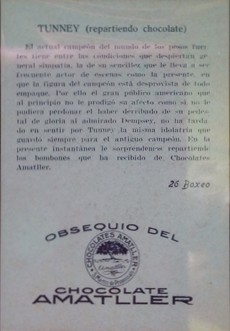 TUNNEY (repartiendo chocolate)
El actual campeón del mundo de los pesos fuer-
tes tiene entre las condiciones que despiertan ge-
neral simpatía, la de su sencillez que le lleva a ser
frecuente actor de escenas como la presente, en
que la figura del campeón está desprovista de todo
empaque. Por ello el gran público americano que
al principio no le prodigó su afecto como si no le
pudiera perdonar el haber derribado de su pedes-
tal de gloria al admirado Dempsey, no ha tarda-
do en sentir por Tunney la misma idolatría que
guardó siempre para el antiguo campeón. En la
presente instantánea le sorprendemos repartiendo
los bombones que ha recibido de Chocolates
Amatller.
26 Boxeo
OBSEQUIO DEL
CHOCOLATES AMATLLER
CHOCOLATE
AMATLLER